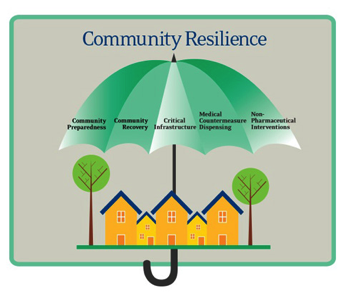 Community Resilience
Community
Preparedness
Community
Recovery
Critical
Infrastructure
Medical
Countermeasure
Dispensing
Non-
Pharmaceutical
Interventions